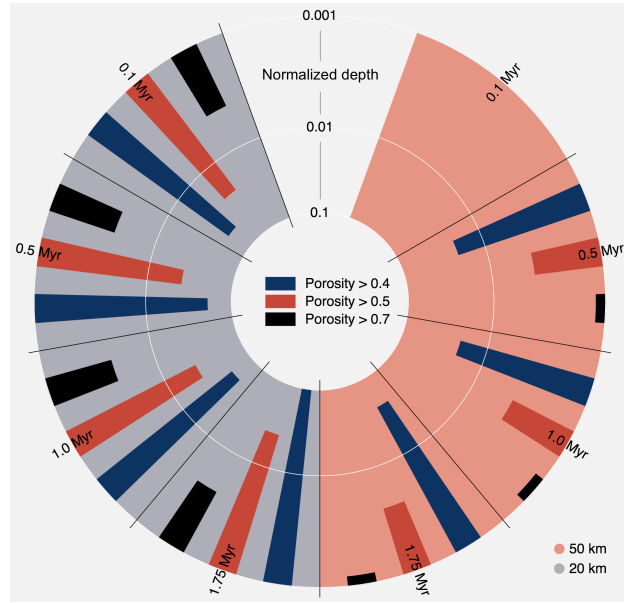 0.001
Normalized depth
0.01
0.1
0.1 Myr
0.1 Myr
0.5 Myr
0.5 Myr
Porosity > 0.4
Porosity > 0.5
Porosity > 0.7
1.0 Myr
1.0 Myr
1.75 Myr
1.75 Myr
50 km
20 km